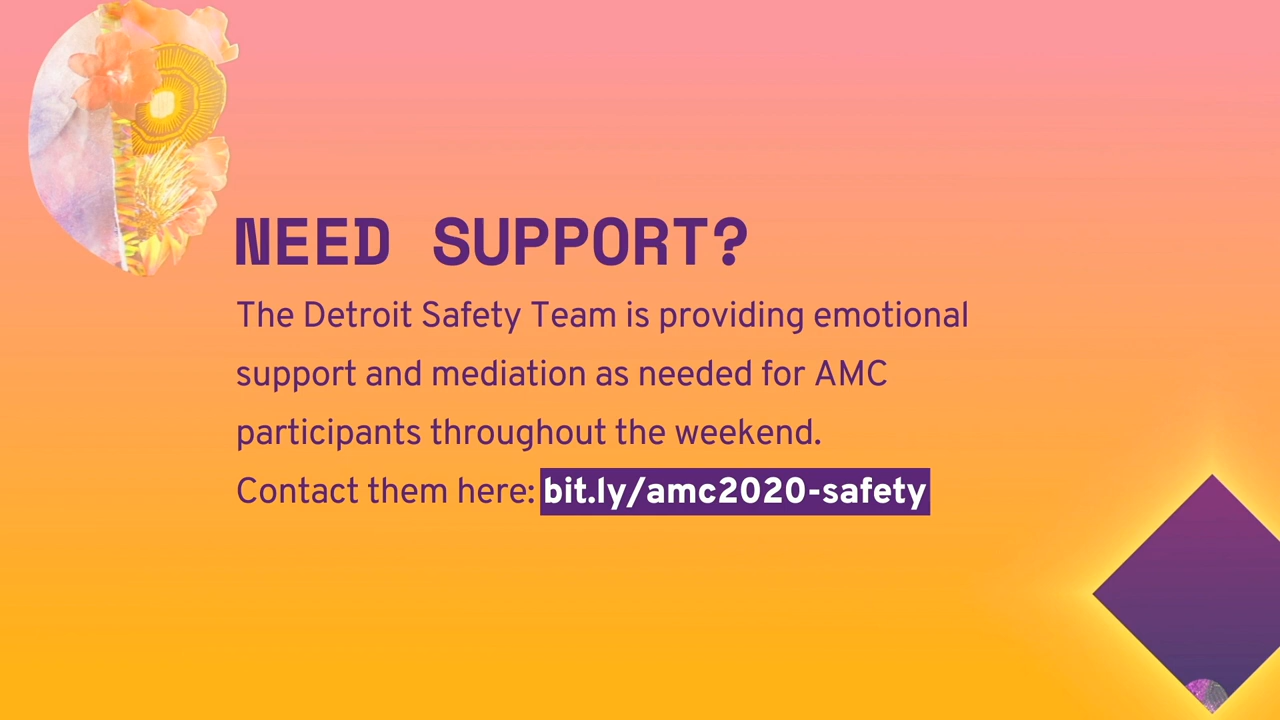 NEED SUPPORT?
The Detroit Safety Team is providing emotional
support and mediation as needed for AMC
participants throughout the weekend.
Contact them here: bit.ly/amc2020-safety